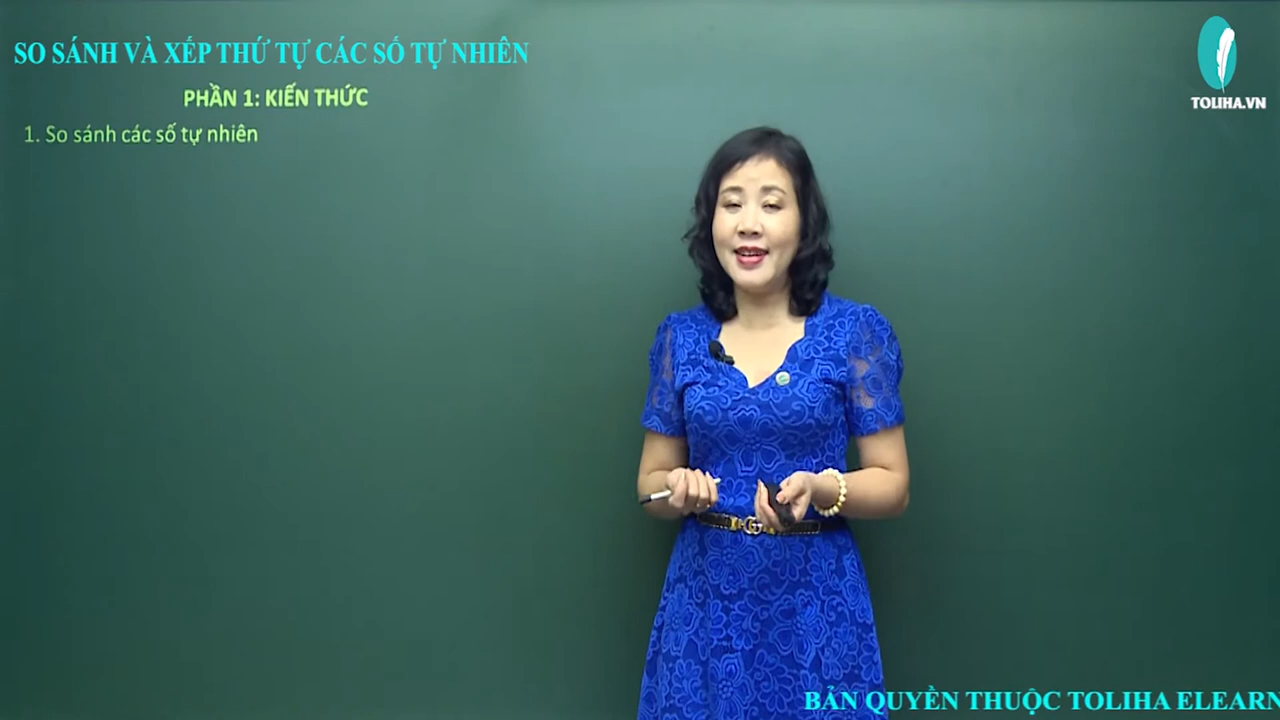 SO SÁNH VÀ XẾP THỨ TỰ CÁC SỐ TỰ NHIÊN
PHẦN 1: KIẾN THỨC
1. So sánh các số tự nhiên
TOLIHA.VN
BẢN QUYỀN THUỘC TOLIHA ELEARN